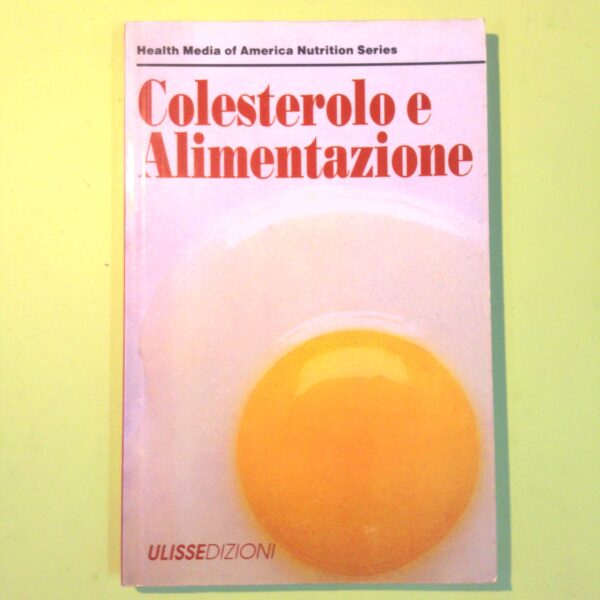 Health Media of America Nutrition Series
Colesterolo e
Alimentazione
ULISSEDIZIONI